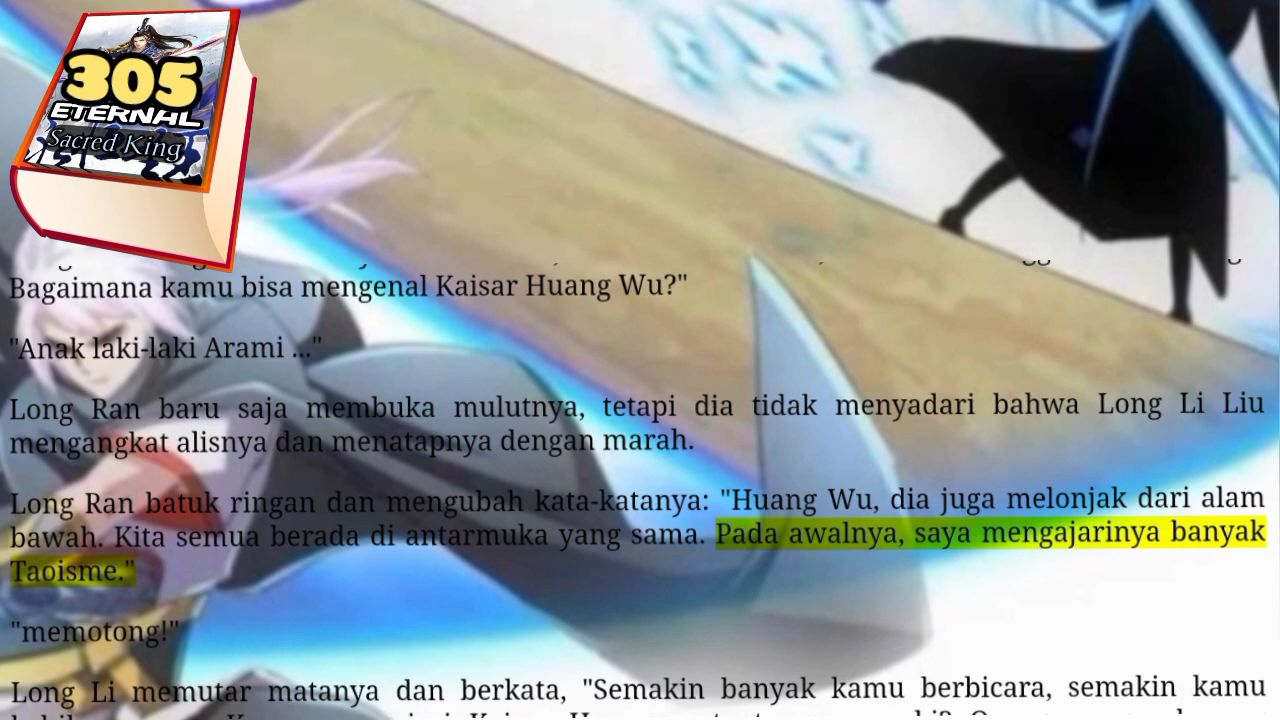 305
ETERNAL
Sacred King
Bagaimana kamu bisa mengenal Kaisar Huang Wu?"
"Anak laki-laki Arami ..."
Long Ran baru saja membuka mulutnya, tetapi dia tidak menyadari bahwa Long Li Liu
mengangkat alisnya dan menatapnya dengan marah.
Long Ran batuk ringan dan mengubah kata-katanya: "Huang Wu, dia juga melonjak dari alam
bawah. Kita semua berada di antarmuka yang sama. Pada awalnya, saya mengajarinya banyak
Taoisme."
"memotong!"
Long Li memutar matanya dan berkata, "Semakin banyak kamu berbicara, semakin kamu